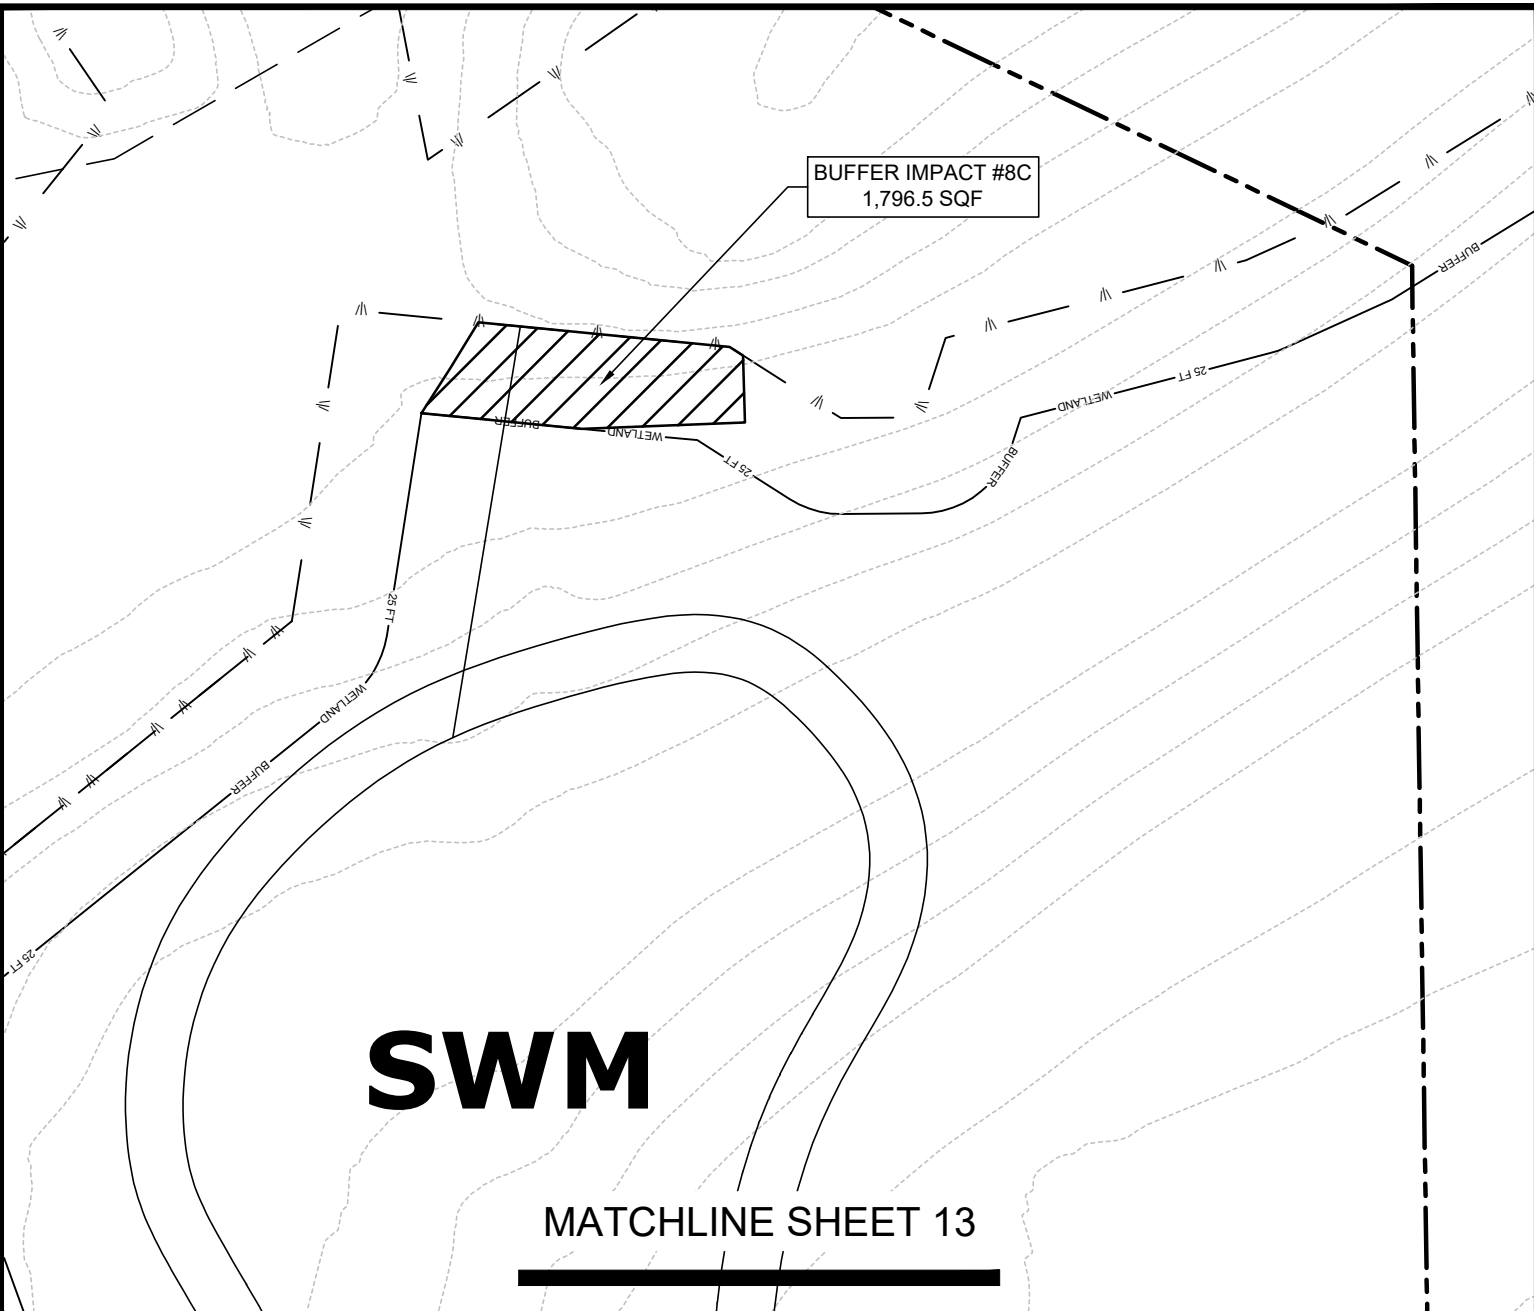 BUFFER IMPACT #8C
1,796.5 SQF
BUFFER
25 FT
WETLAND
BUFFER
WETLAND
25 FT
BUFFER
25 FT
WETLAND
BUFFER
25 FT
SWM
MATCHLINE SHEET 13